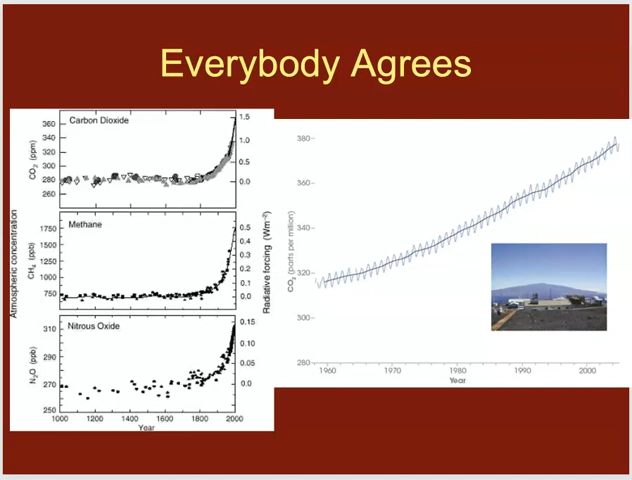 Everybody Agrees
Atmospheric concentration
Carbon Dioxide
CO₂ (ppm)
360
340
320
300
280
260
1.5
1.0
0.5
0.0
Methane
CH₄ (ppb)
1750
1500
1250
1000
750
0.5
0.4
0.3
0.2
0.1
0.0
Nitrous Oxide
N₂O (ppb)
310
290
270
250
0.15
0.10
0.05
0.0
Radiative forcing (Wm⁻²)
1000 1200 1400 1600 1800 2000
Year
CO₂ (parts per million)
380
360
340
320
300
280
1960 1970 1980 1990 2000
Year